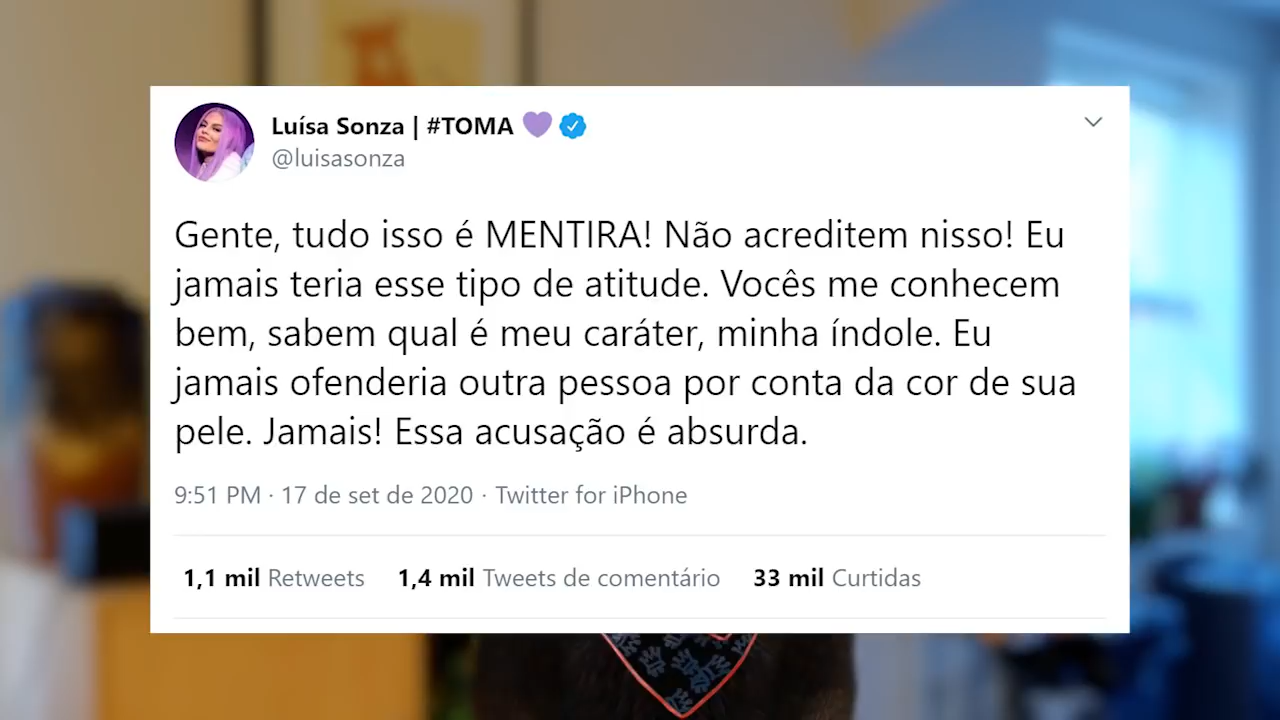 Luísa Sonza | #TOMA 💜
@luisasonza
Gente, tudo isso é MENTIRA! Não acreditem nisso! Eu
jamais teria esse tipo de atitude. Vocês me conhecem
bem, sabem qual é meu caráter, minha índole. Eu
jamais ofenderia outra pessoa por conta da cor de sua
pele. Jamais! Essa acusação é absurda.
9:51 PM · 17 de set de 2020 · Twitter for iPhone
1,1 mil Retweets 1,4 mil Tweets de comentário 33 mil Curtidas